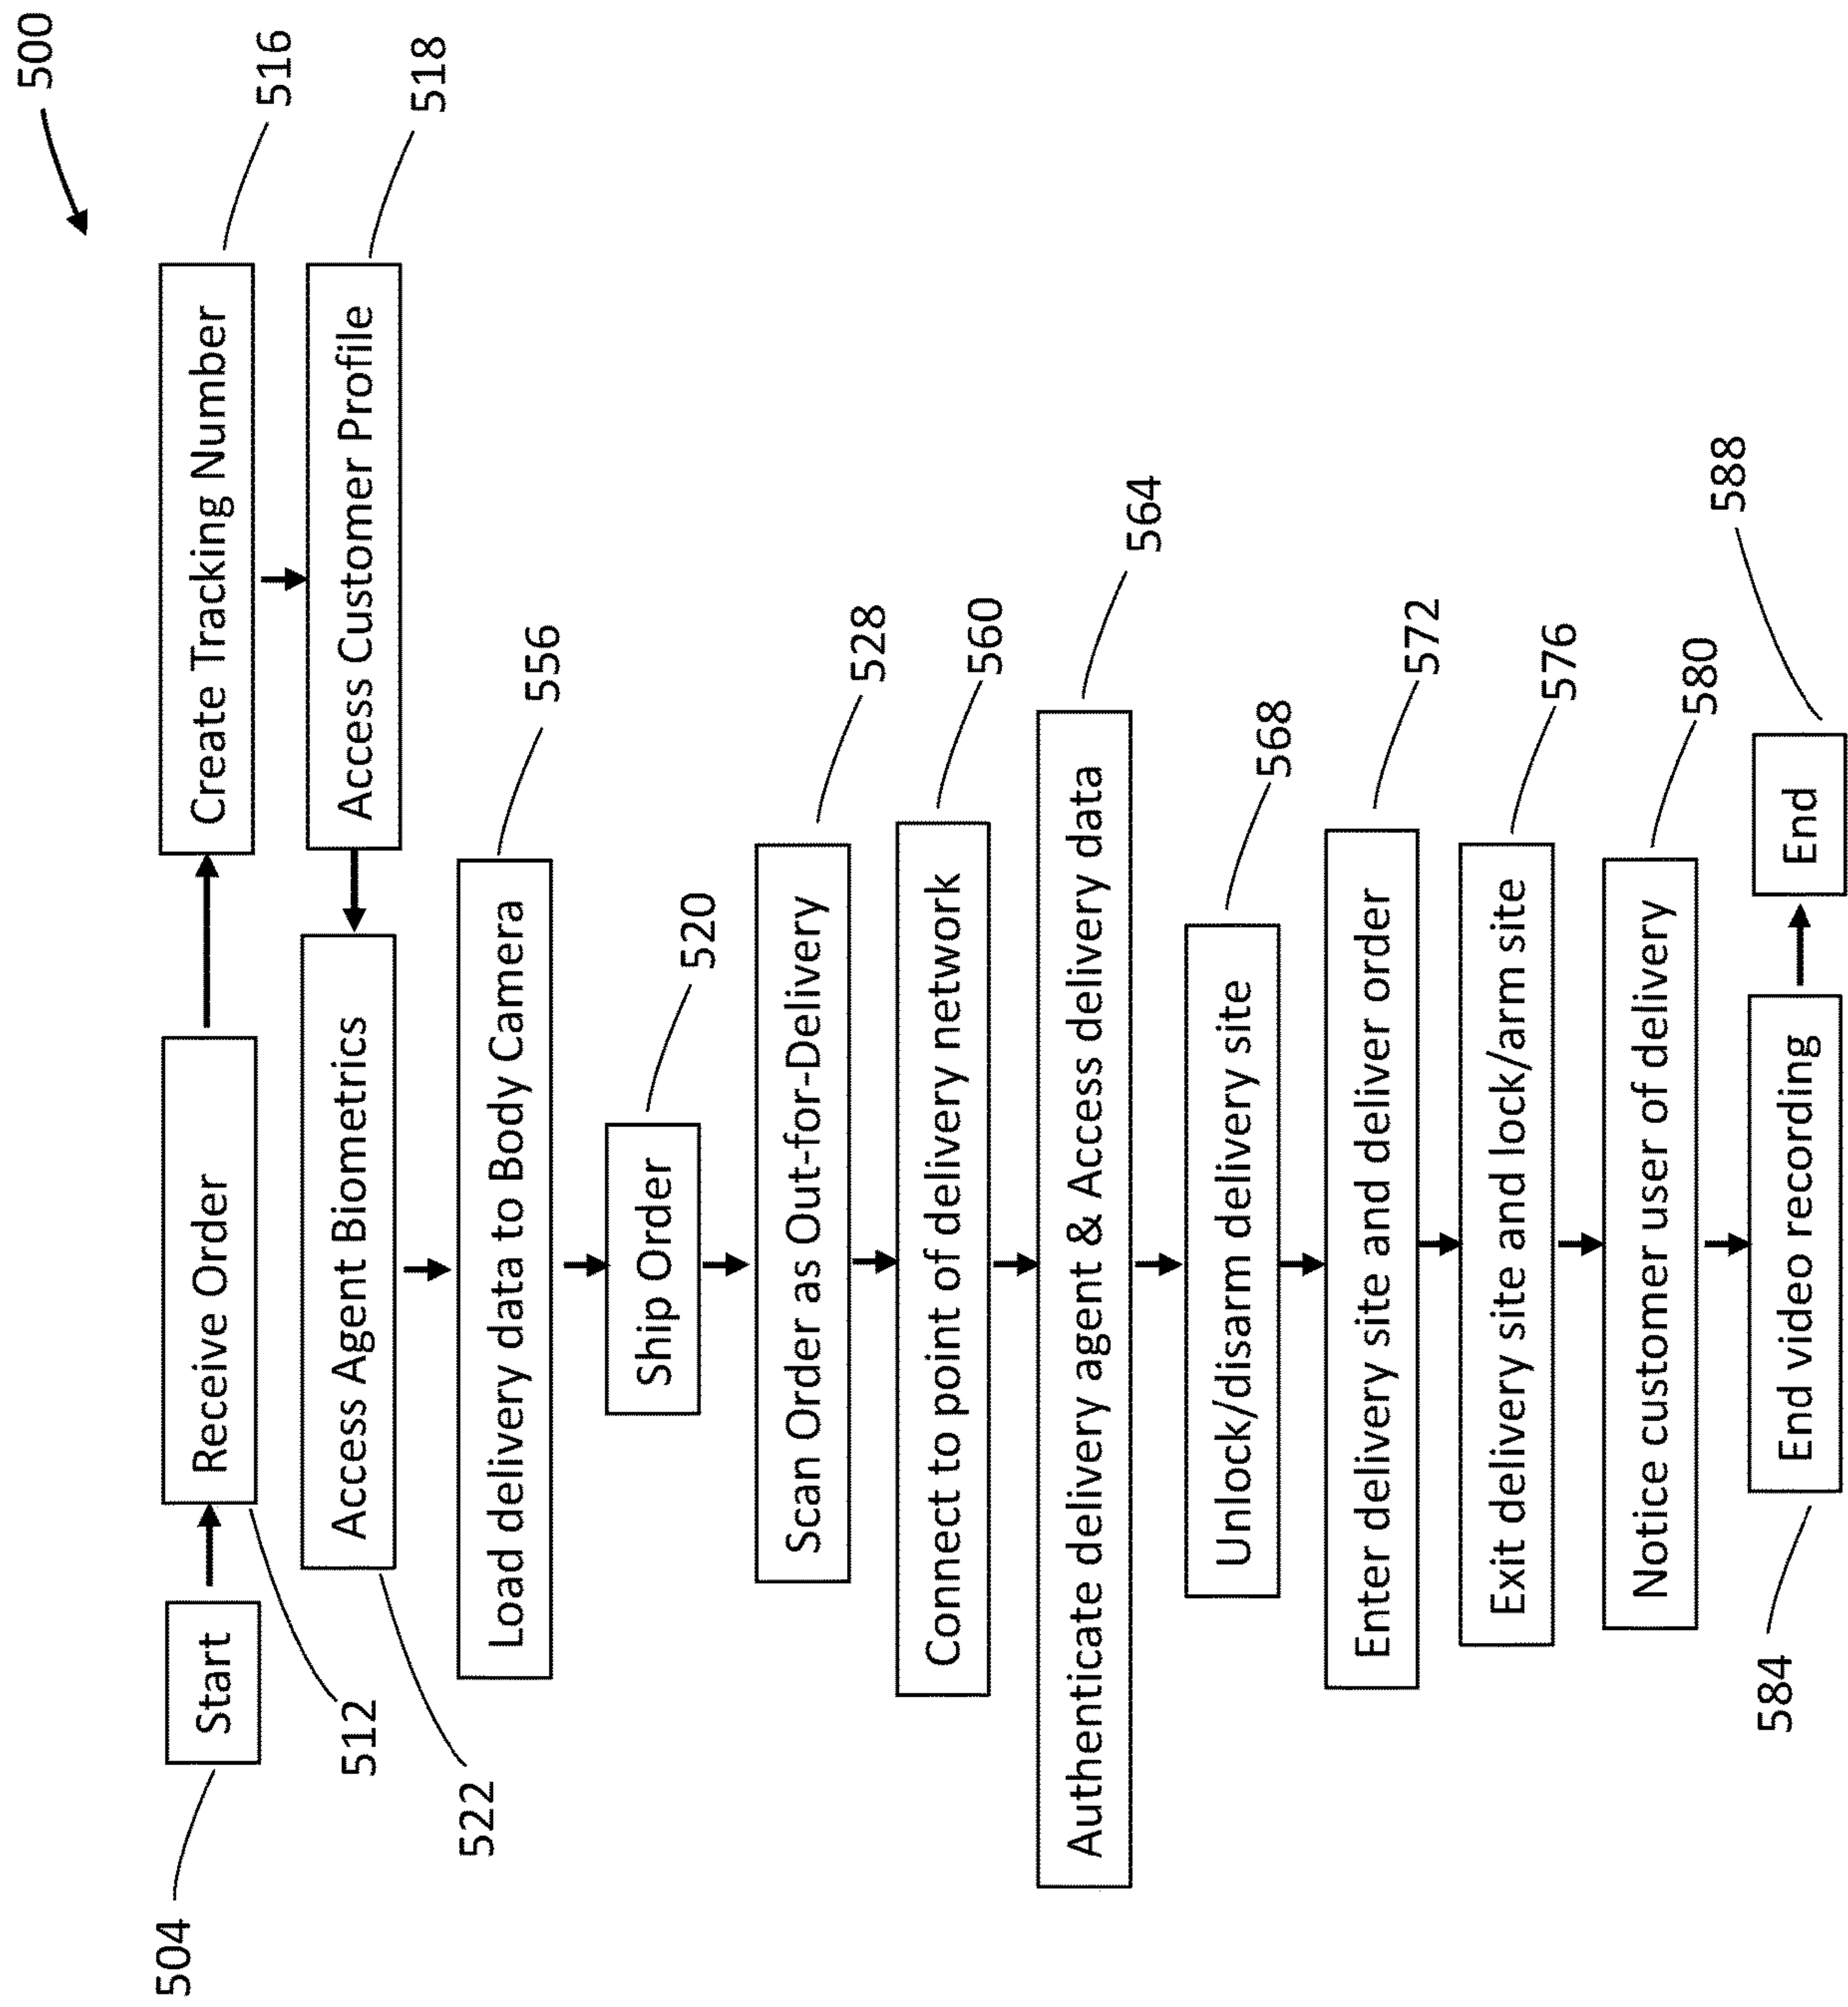 500
504
Start
Receive Order
Create Tracking Number
516
512
Access Agent Biometrics
Access Customer Profile
518
522
Load delivery data to Body Camera
556
Ship Order
520
Scan Order as Out-for-Delivery
528
Connect to point of delivery network
560
Authenticate delivery agent & Access delivery data
564
Unlock/disarm delivery site
568
Enter delivery site and deliver order
572
Exit delivery site and lock/arm site
576
Notice customer user of delivery
580
584
End video recording
End
588